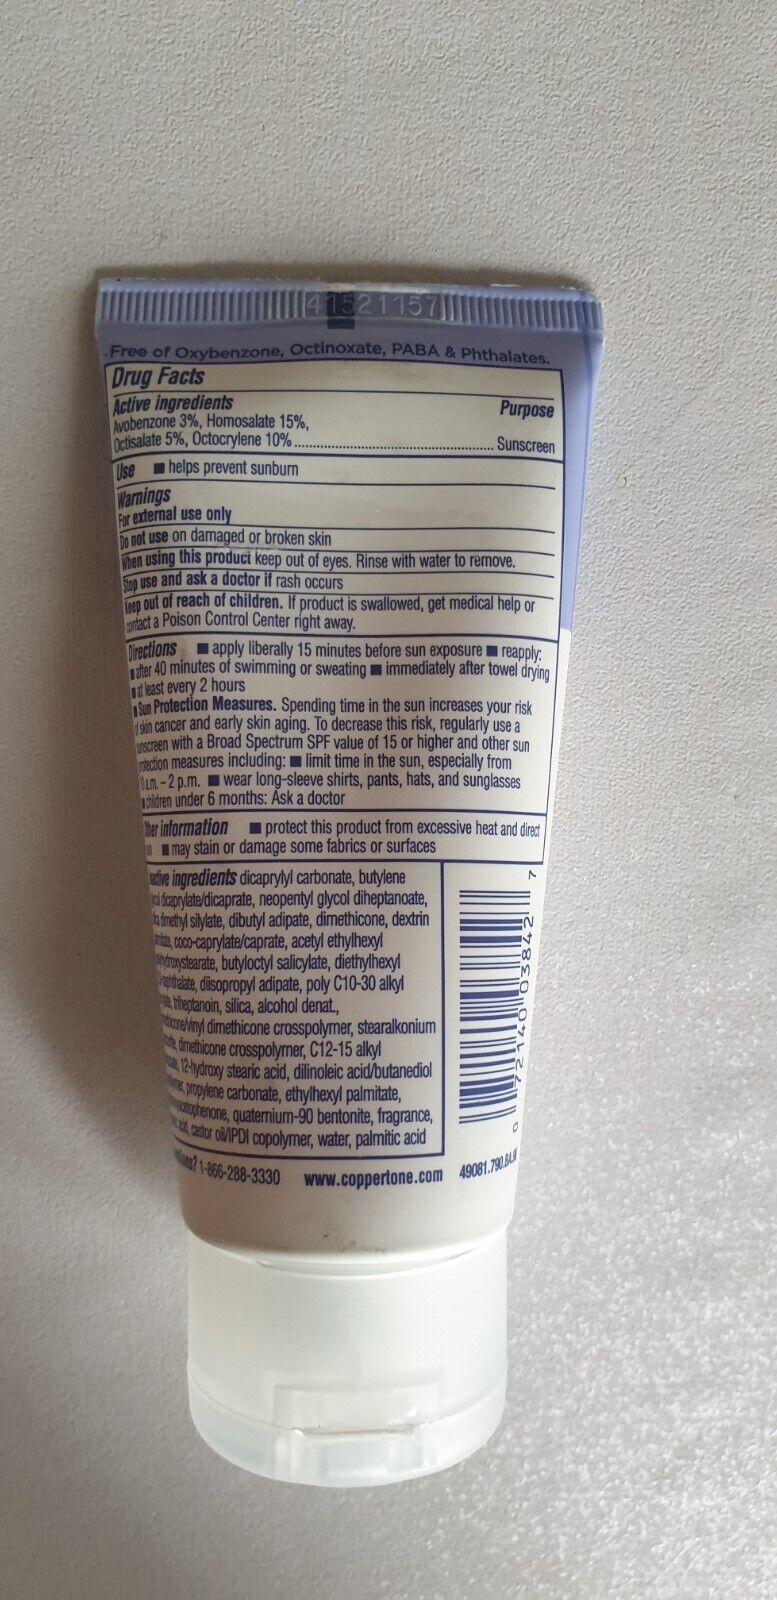 41521157
Free of Oxybenzone, Octinoxate, PABA & Phthalates.
Drug Facts
Active ingredients Purpose
Avobenzone 3%, Homosalate 15%,
Octisalate 5%, Octocrylene 10%.......................................................... Sunscreen
Use ■ helps prevent sunburn
Warnings
For external use only
Do not use on damaged or broken skin
When using this product keep out of eyes. Rinse with water to remove.
Stop use and ask a doctor if rash occurs
Keep out of reach of children. If product is swallowed, get medical help or
contact a Poison Control Center right away.
Directions ■ apply liberally 15 minutes before sun exposure ■ reapply:
■ after 40 minutes of swimming or sweating ■ immediately after towel drying
■ at least every 2 hours
■ Sun Protection Measures. Spending time in the sun increases your risk
of skin cancer and early skin aging. To decrease this risk, regularly use a
sunscreen with a Broad Spectrum SPF value of 15 or higher and other sun
protection measures including: ■ limit time in the sun, especially from
10 a.m. – 2 p.m. ■ wear long-sleeve shirts, pants, hats, and sunglasses
■ children under 6 months: Ask a doctor
Other information ■ protect this product from excessive heat and direct
■ may stain or damage some fabrics or surfaces
ingredients dicaprylyl carbonate, butylene
dicaprylate/dicaprate, neopentyl glycol diheptanoate,
dimethyl silylate, dibutyl adipate, dimethicone, dextrin
coco-caprylate/caprate, acetyl ethylhexyl
butyloctyl salicylate, diethylhexyl
diisopropyl adipate, poly C10-30 alkyl
triheptanoin, silica, alcohol denat.,
dimethicone crosspolymer, stearalkonium
dimethicone crosspolymer, C12-15 alkyl
12-hydroxy stearic acid, dilinoleic acid/butanediol
propylene carbonate, ethylhexyl palmitate,
quaternium-90 bentonite, fragrance,
castor oil/IPDI copolymer, water, palmitic acid
0 72140 03842 7
1-866-288-3330 www.coppertone.com